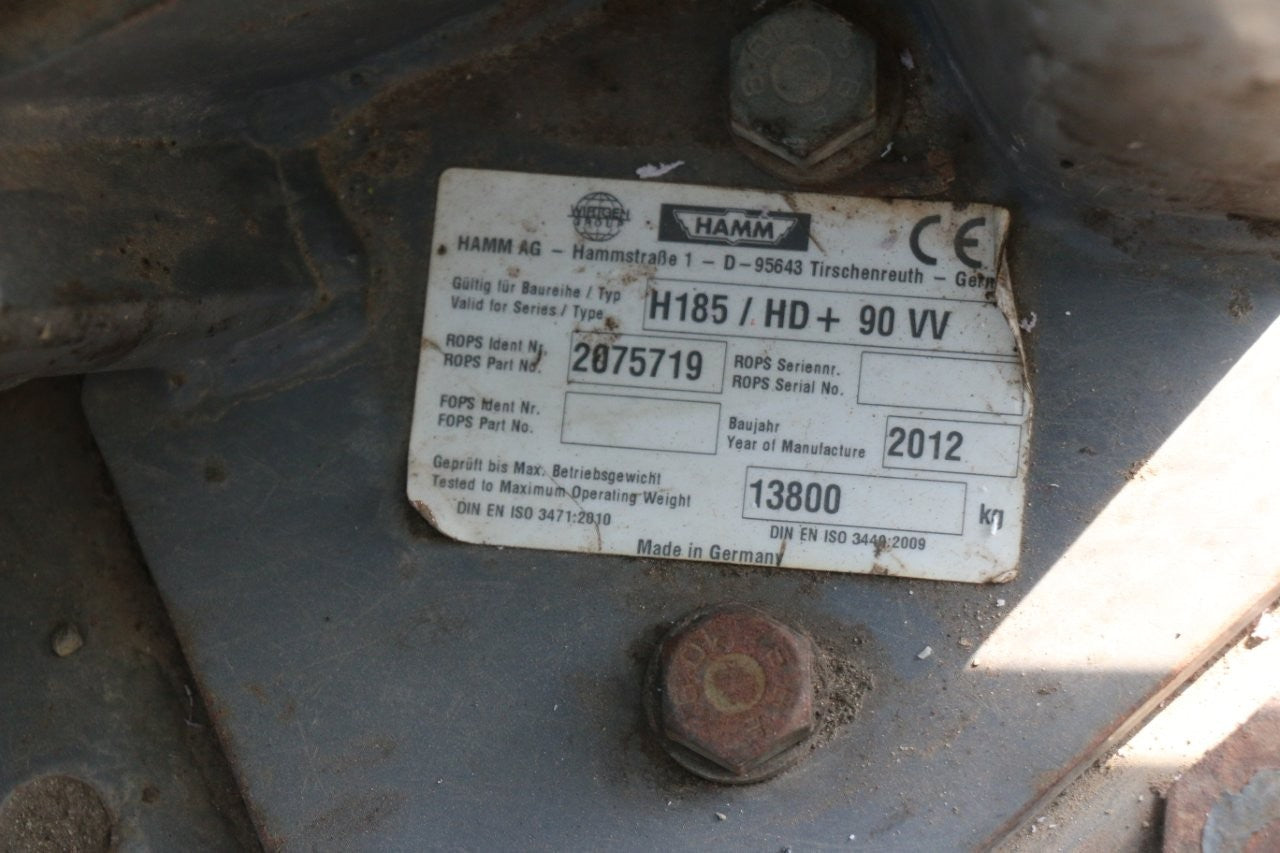 WIRTGEN
GROUP
HAMM
CE
HAMM AG – Hammstraße 1 – D–95643 Tirschenreuth – Germ
Gültig für Baureihe / Typ
Valid for Series / Type
H185 / HD + 90 VV
ROPS Ident Nr.
ROPS Part No.
2075719
ROPS Seriennr.
ROPS Serial No.
FOPS Ident Nr.
FOPS Part No.
Baujahr
Year of Manufacture
2012
Geprüft bis Max. Betriebsgewicht
Tested to Maximum Operating Weight
13800
kg
DIN EN ISO 3471:2010
DIN EN ISO 3449:2009
Made in Germany